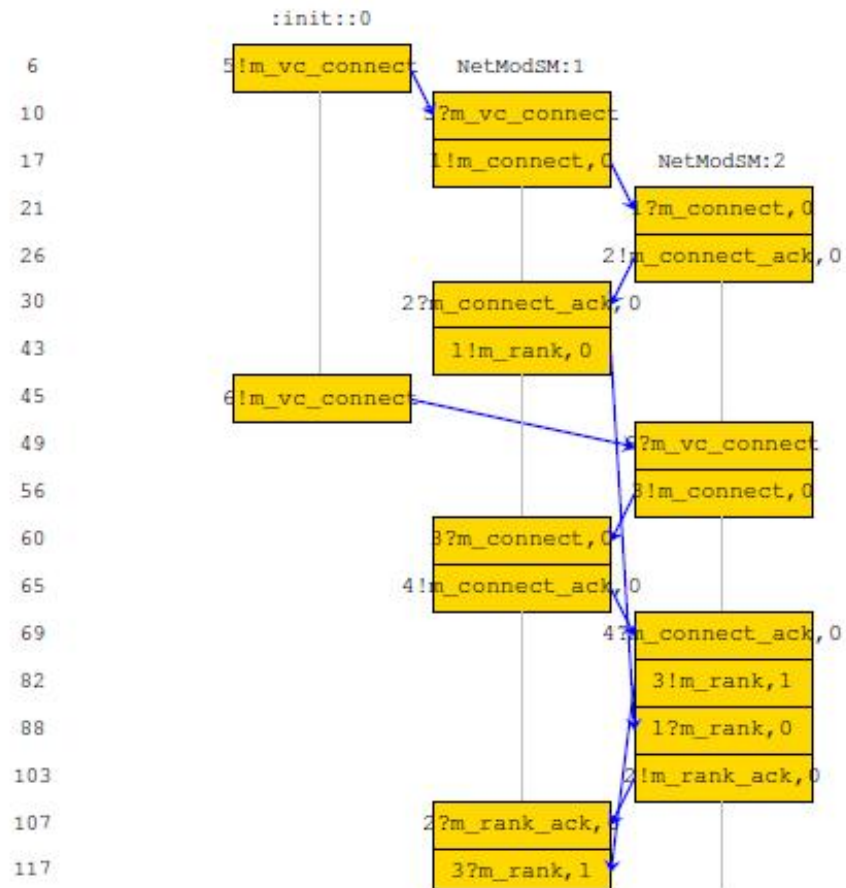 :init::0
6 5!m_vc_connect NetModSM:1
10 5?m_vc_connect
17 1!m_connect,0 NetModSM:2
21 1?m_connect,0
26 2!m_connect_ack,0
30 2?m_connect_ack,0
43 1!m_rank,0
45 6!m_vc_connect
49 6?m_vc_connect
56 3!m_connect,0
60 3?m_connect,0
65 4!m_connect_ack,0
69 4?m_connect_ack,0
82 3!m_rank,1
88 1?m_rank,0
103 2!m_rank_ack,0
107 2?m_rank_ack,0
117 3?m_rank,1